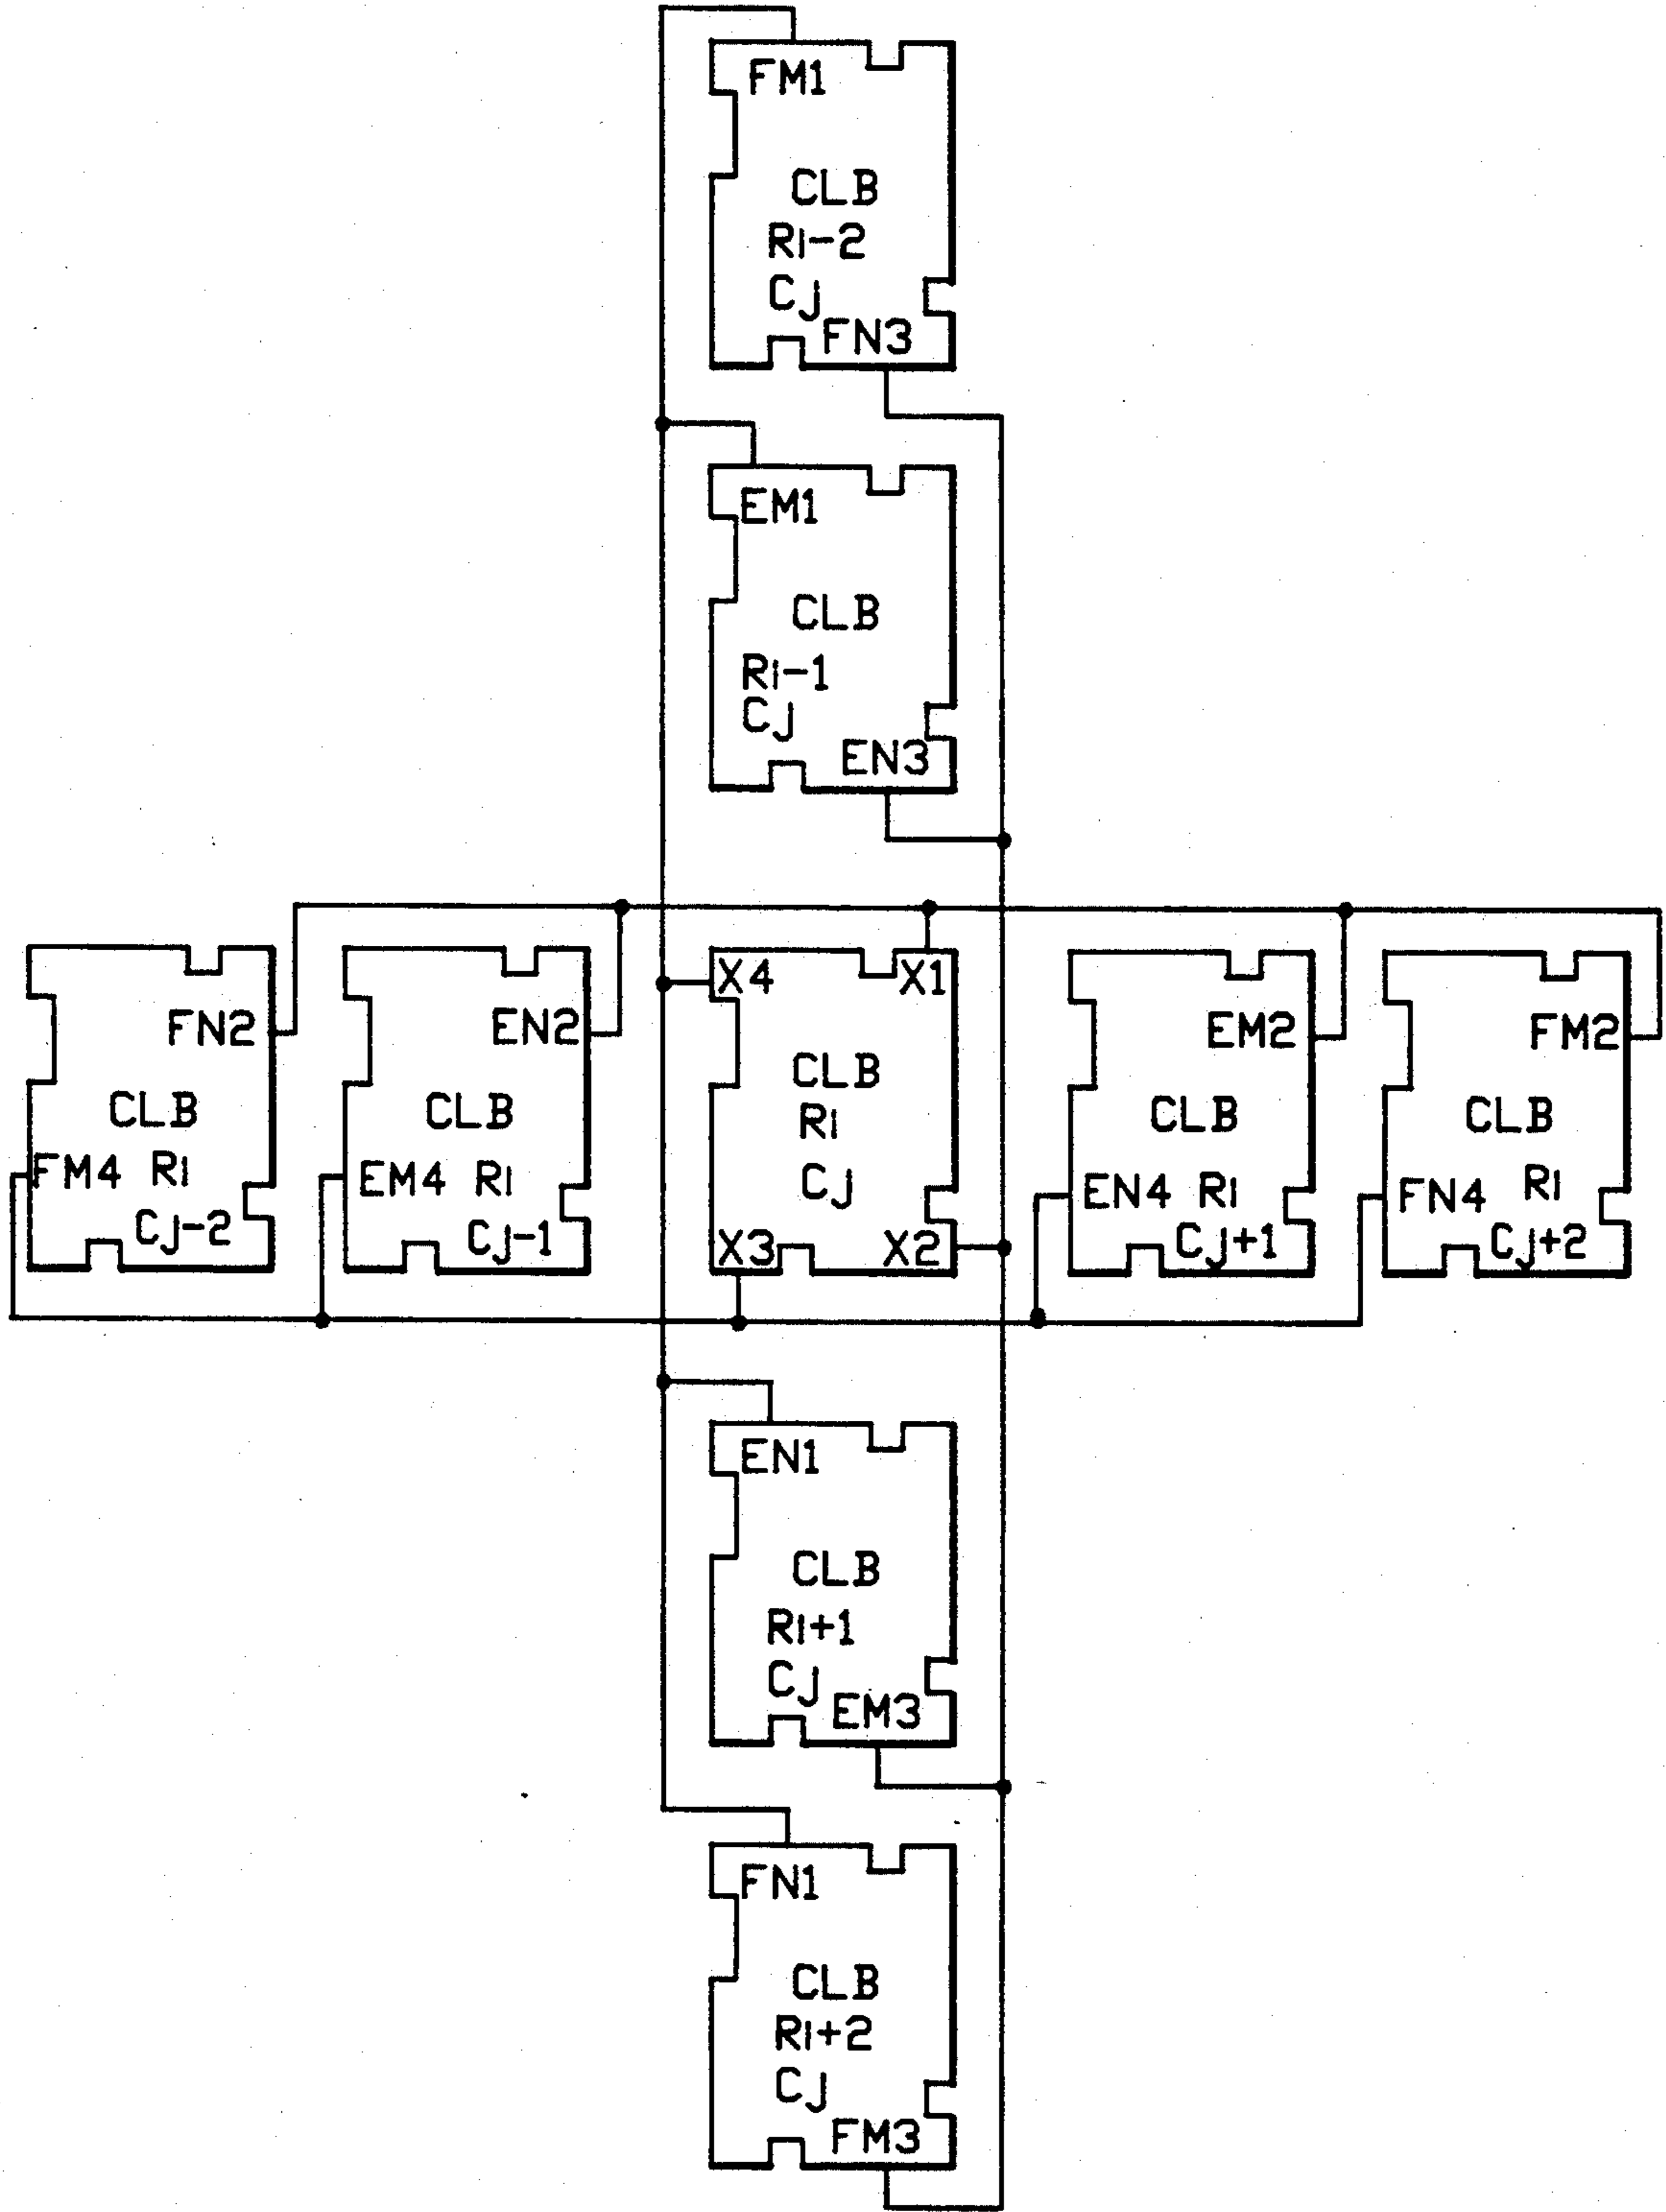 FM1
CLB
Ri-2
Cj
FN3
EM1
CLB
Ri-1
Cj
EN3
FN2
CLB
FM4 Ri
Cj-2
EN2
CLB
EM4 Ri
Cj-1
X4 X1
CLB
Ri
Cj
X3 X2
EM2
CLB
EN4 Ri
Cj+1
FM2
CLB
FN4 Ri
Cj+2
EN1
CLB
Ri+1
Cj
EM3
FN1
CLB
Ri+2
Cj
FM3